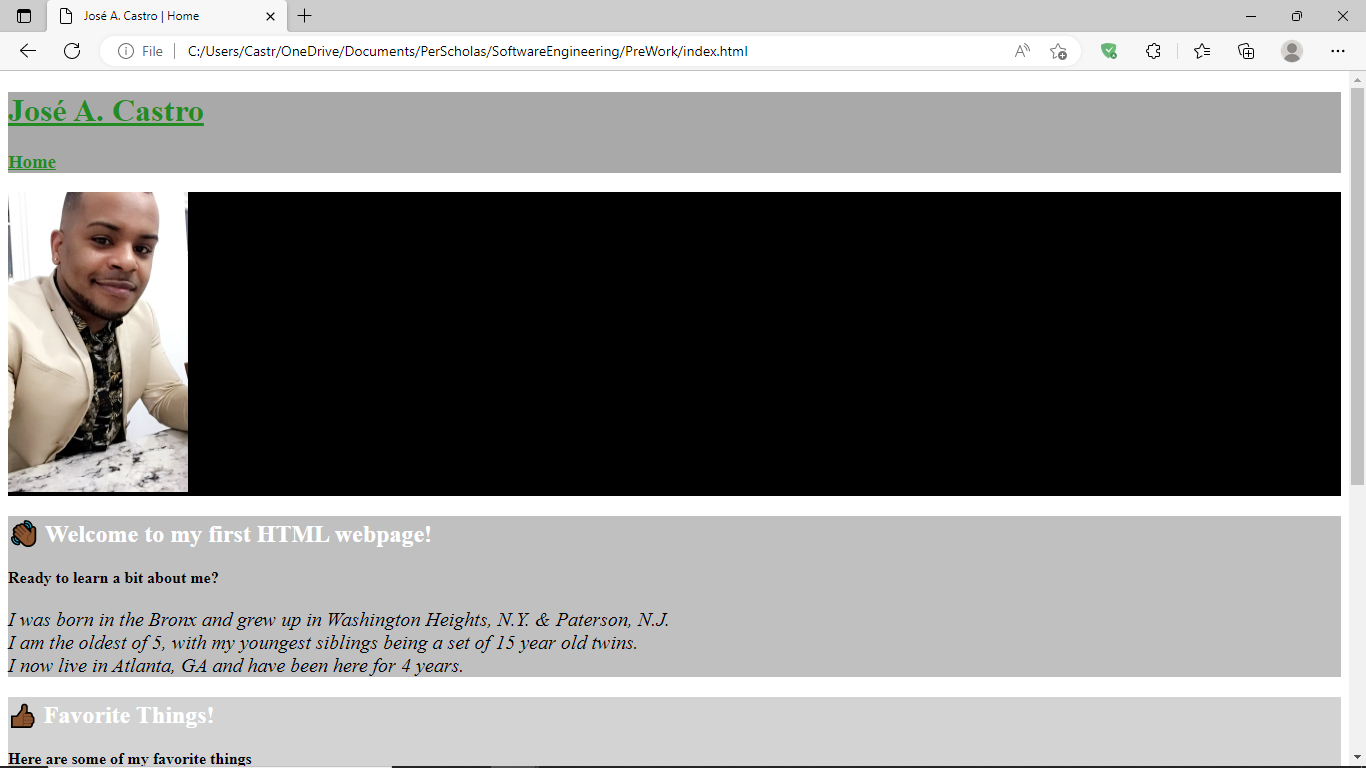 José A. Castro | Home
File
C:/Users/Castr/OneDrive/Documents/PerScholas/SoftwareEngineering/PreWork/index.html
José A. Castro
Home
Welcome to my first HTML webpage!
Ready to learn a bit about me?
I was born in the Bronx and grew up in Washington Heights, N.Y. & Paterson, N.J.
I am the oldest of 5, with my youngest siblings being a set of 15 year old twins.
I now live in Atlanta, GA and have been here for 4 years.
Favorite Things!
Here are some of my favorite things